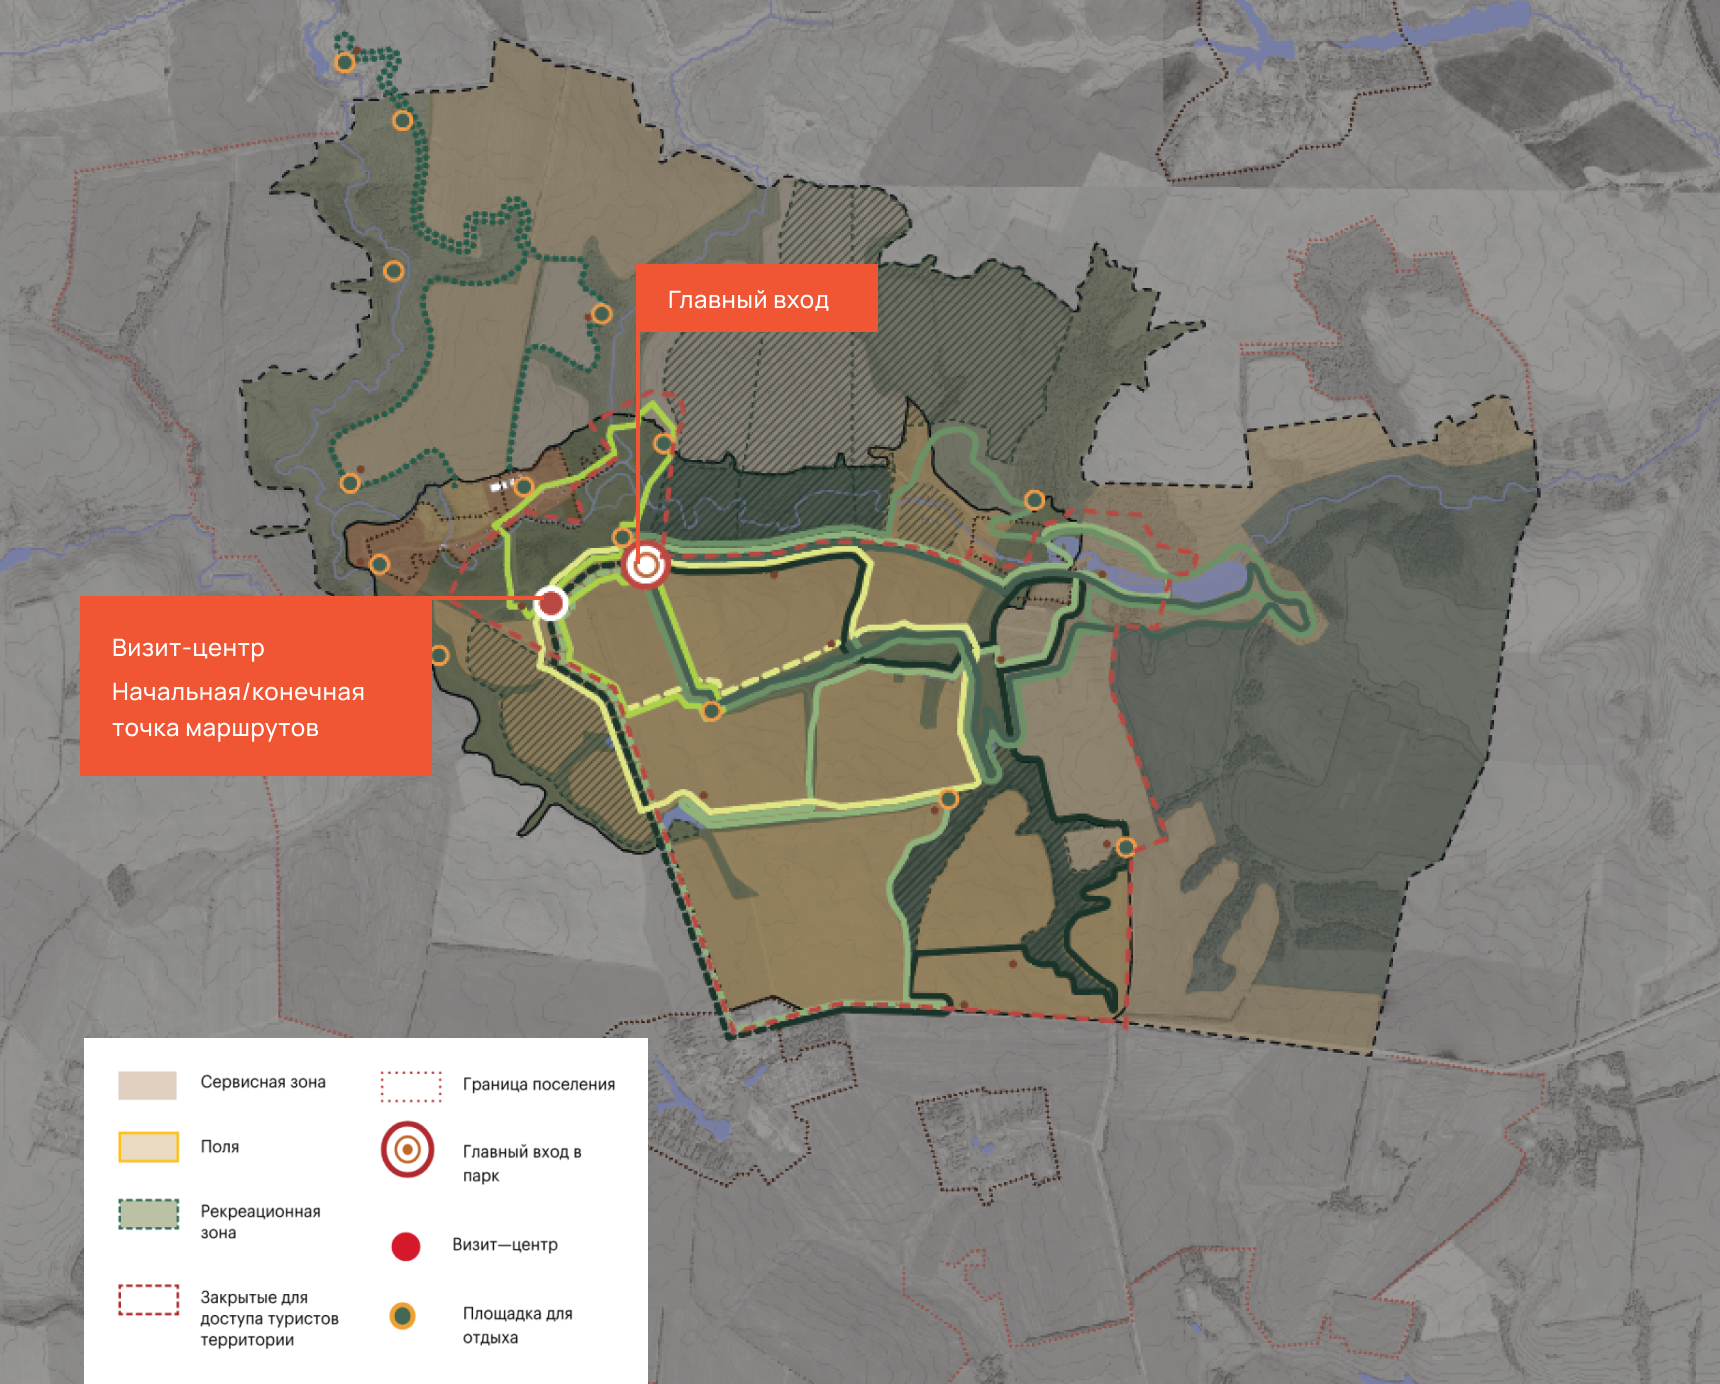 Главный вход
Визит-центр
Начальная/конечная
точка маршрутов
Сервисная зона
Поля
Рекреационная
зона
Закрытые для
доступа туристов
территории
Граница поселения
Главный вход в
парк
Визит—центр
Площадка для
отдыха